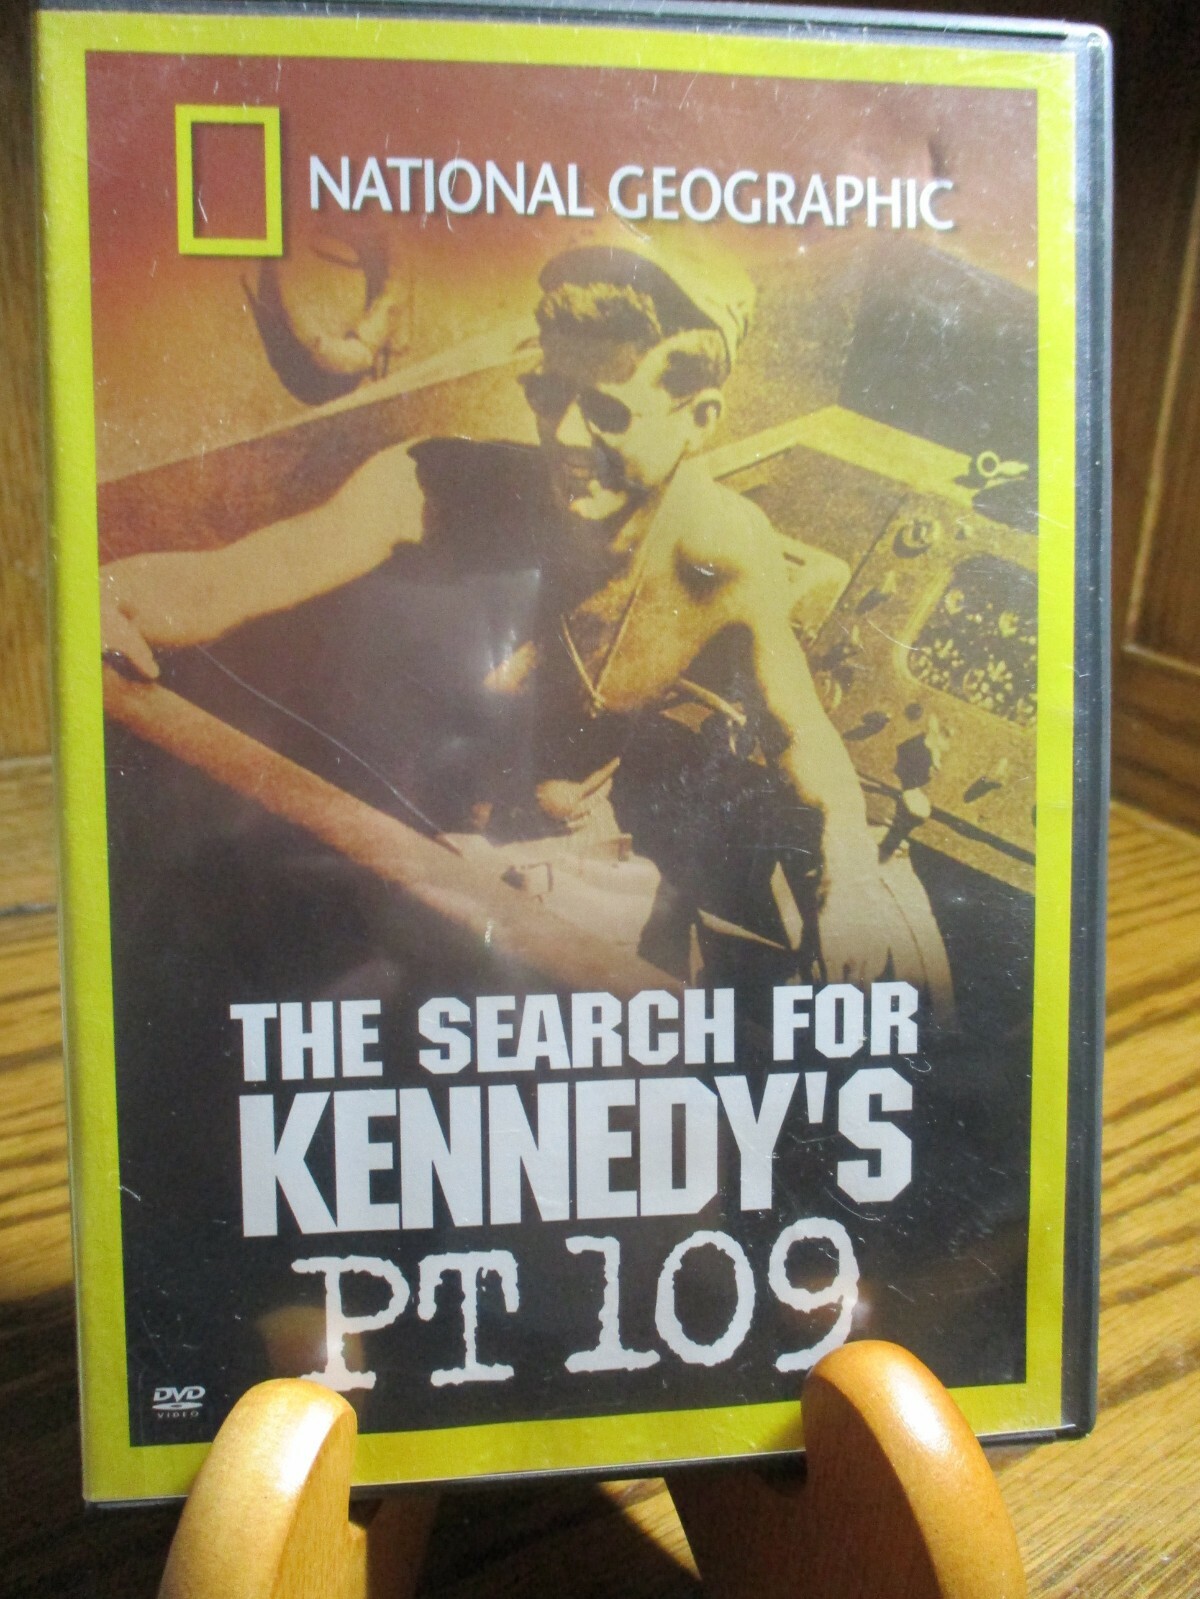 NATIONAL GEOGRAPHIC
THE SEARCH FOR
KENNEDY'S
PT 109
DVD
VIDEO